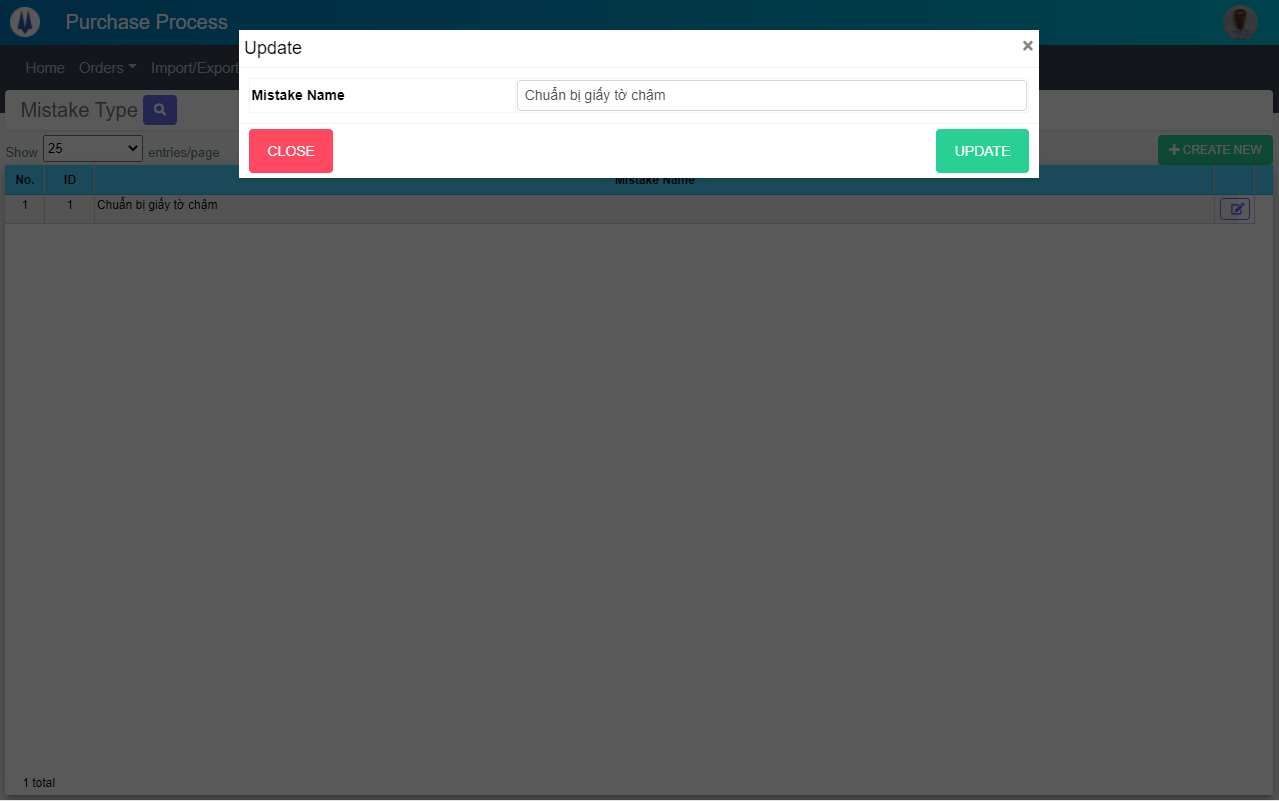 Purchase Process
Update
×
Home Orders Import/Export
Mistake Name Chuẩn bị giấy tờ chậm
Mistake Type
CLOSE UPDATE
Show 25 entries/page
CREATE NEW
No. ID Mistake Name
1 1 Chuẩn bị giấy tờ chậm
1 total